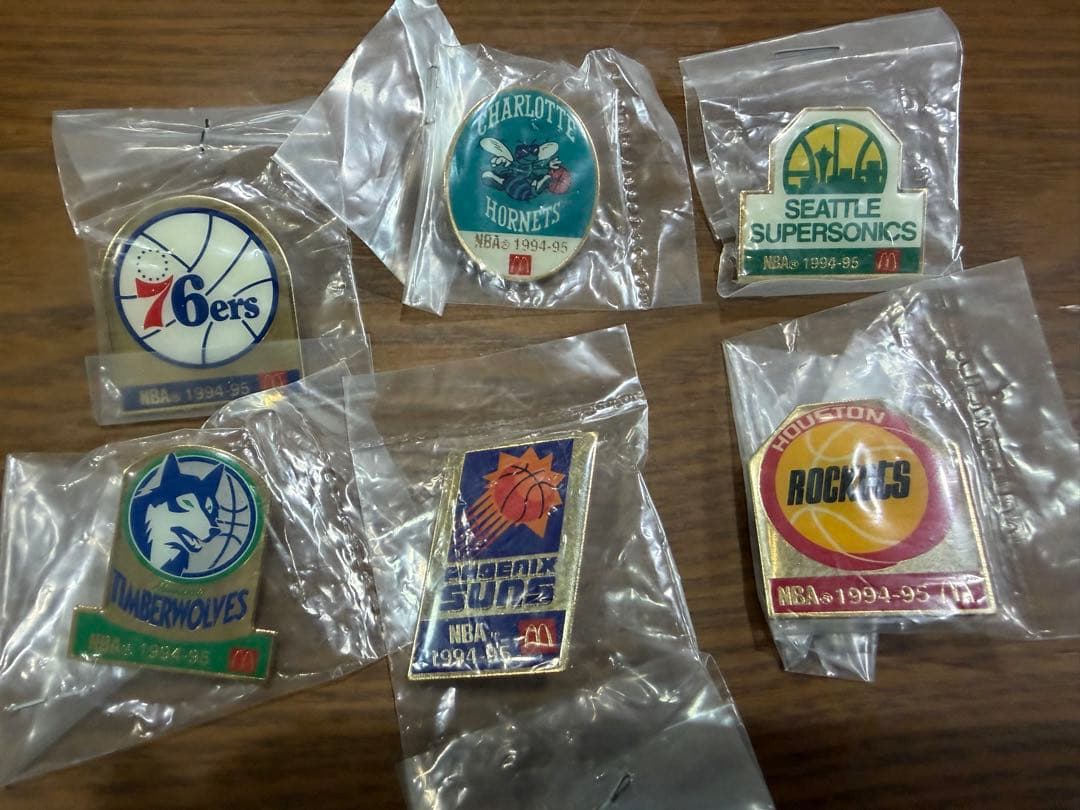 76ers
NBA® 1994-95
CHARLOTTE
HORNETS
NBA® 1994-95
SEATTLE
SUPERSONICS
NBA® 1994-95
TIMBERWOLVES
NBA® 1994-95
PHOENIX
SUNS
NBA®
1994-95
HOUSTON
ROCKETS
NBA® 1994-95